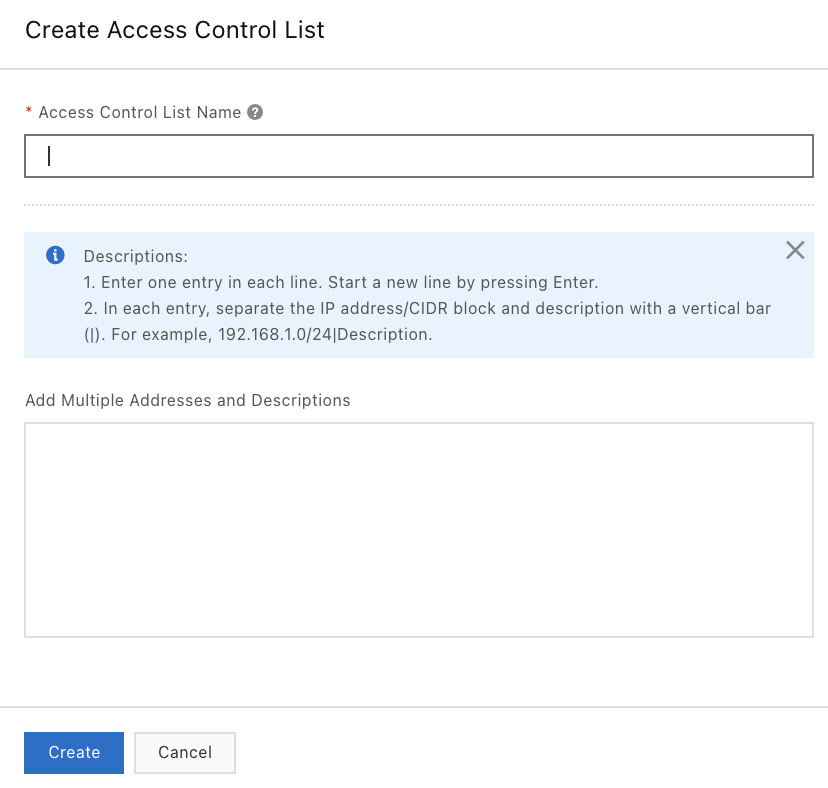 Create Access Control List
* Access Control List Name ?
Descriptions:
1. Enter one entry in each line. Start a new line by pressing Enter.
2. In each entry, separate the IP address/CIDR block and description with a vertical bar
(|). For example, 192.168.1.0/24|Description.
Add Multiple Addresses and Descriptions
Create
Cancel